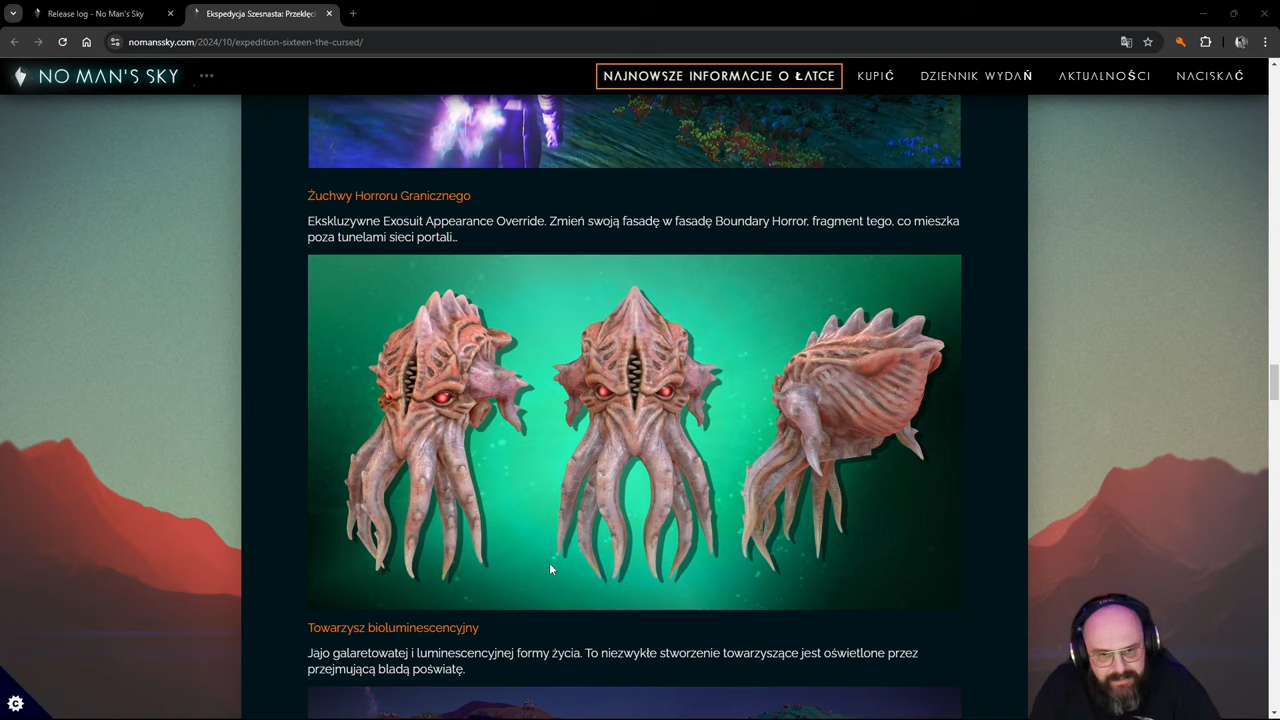 Release log - No Man's Sky
Ekspedycja Szesnasta: Przeklęci
nomanssky.com/2024/10/expedition-sixteen-the-cursed/
NO MAN'S SKY
NAJNOWSZE INFORMACJE O ŁATCE
KUPIĆ
DZIENNIK WYDAŃ
AKTUALNOŚCI
NACISKAĆ
Żuchwy Horroru Granicznego
Ekskluzywne Exosuit Appearance Override. Zmień swoją fasadę w fasadę Boundary Horror, fragment tego, co mieszka
poza tunelami sieci portali...
Towarzysz bioluminescencyjny
Jajo galaretowatej i luminescencyjnej formy życia. To niezwykłe stworzenie towarzyszące jest oświetlone przez
przejmującą bladą poświatę.